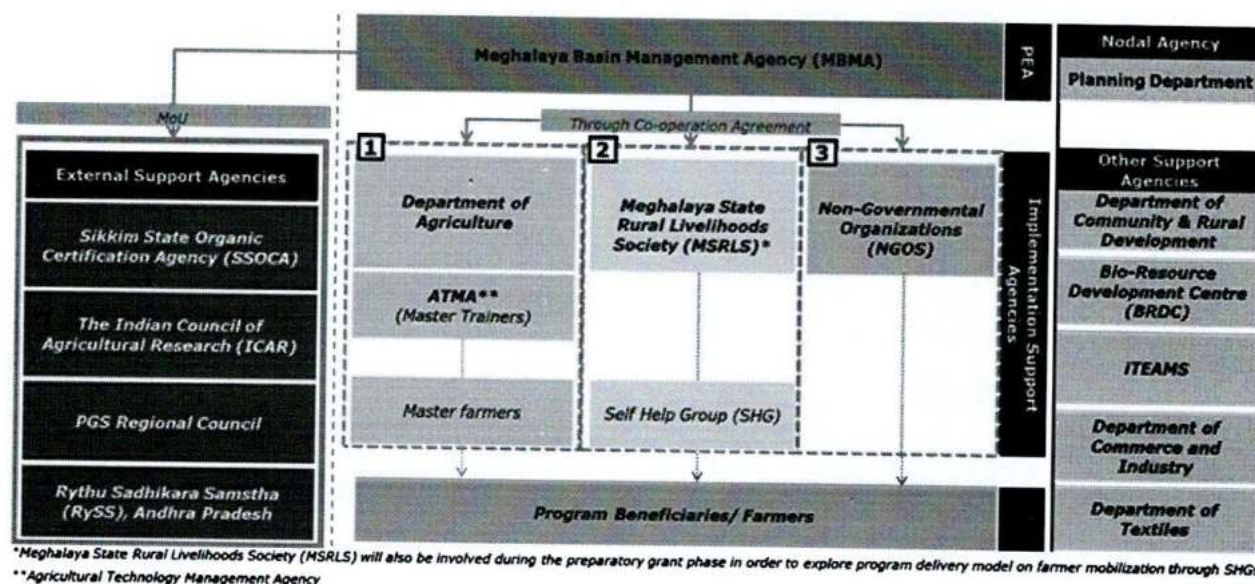 Meghalaya Basin Management Agency (MBMA)
PEA
Nodal Agency
Planning Department
MoU
Through Co-operation Agreement
External Support Agencies
Sikkim State Organic
Certification Agency (SSOCA)
The Indian Council of
Agricultural Research (ICAR)
PGS Regional Council
Rythu Sadhikara Samstha
(RySS), Andhra Pradesh
1
Department of
Agriculture
ATMA**
(Master Trainers)
Master farmers
2
Meghalaya State
Rural Livelihoods
Society (MSRLS)*
Self Help Group (SHG)
3
Non-Governmental
Organizations
(NGOS)
Implementation Support
Agencies
Program Beneficiaries/ Farmers
Other Support
Agencies
Department of
Community & Rural
Development
Bio-Resource
Development Centre
(BRDC)
ITEAMS
Department of
Commerce and
Industry
Department of
Textiles
*Meghalaya State Rural Livelihoods Society (MSRLS) will also be involved during the preparatory grant phase in order to explore program delivery model on farmer mobilization through SHGs
**Agricultural Technology Management Agency